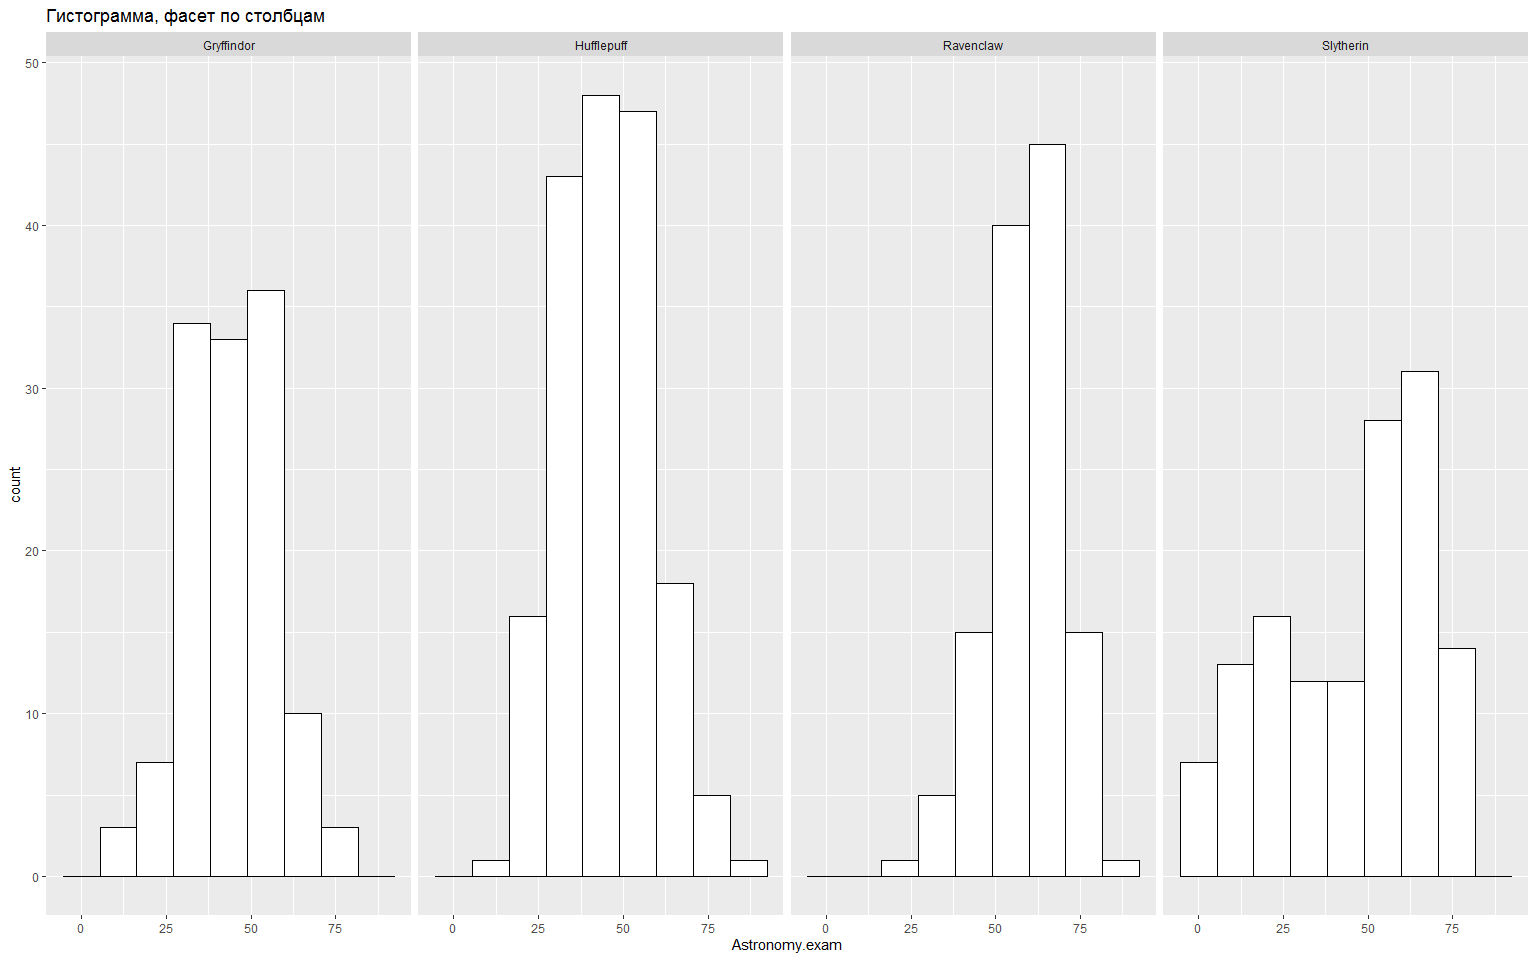 Гистограмма, фасет по столбцам
Gryffindor Hufflepuff Ravenclaw Slytherin
50
40
30
20
10
0
count
0 25 50 75 0 25 50 75 0 25 50 75 0 25 50 75
Astronomy.exam